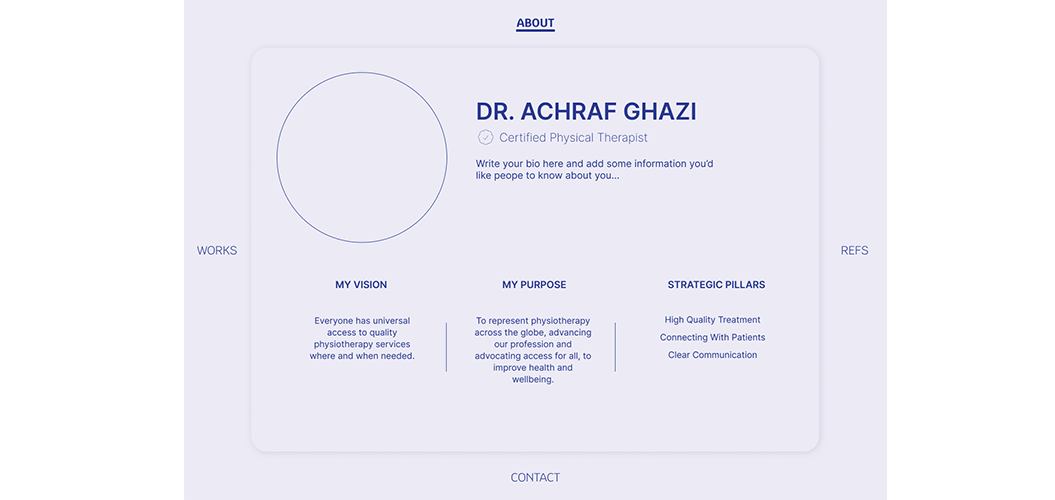 ABOUT
DR. ACHRAF GHAZI
Certified Physical Therapist
Write your bio here and add some information you'd
like peope to know about you...
WORKS
REFS
MY VISION
Everyone has universal
access to quality
physiotherapy services
where and when needed.
MY PURPOSE
To represent physiotherapy
across the globe, advancing
our profession and
advocating access for all, to
improve health and
wellbeing.
STRATEGIC PILLARS
High Quality Treatment
Connecting With Patients
Clear Communication
CONTACT